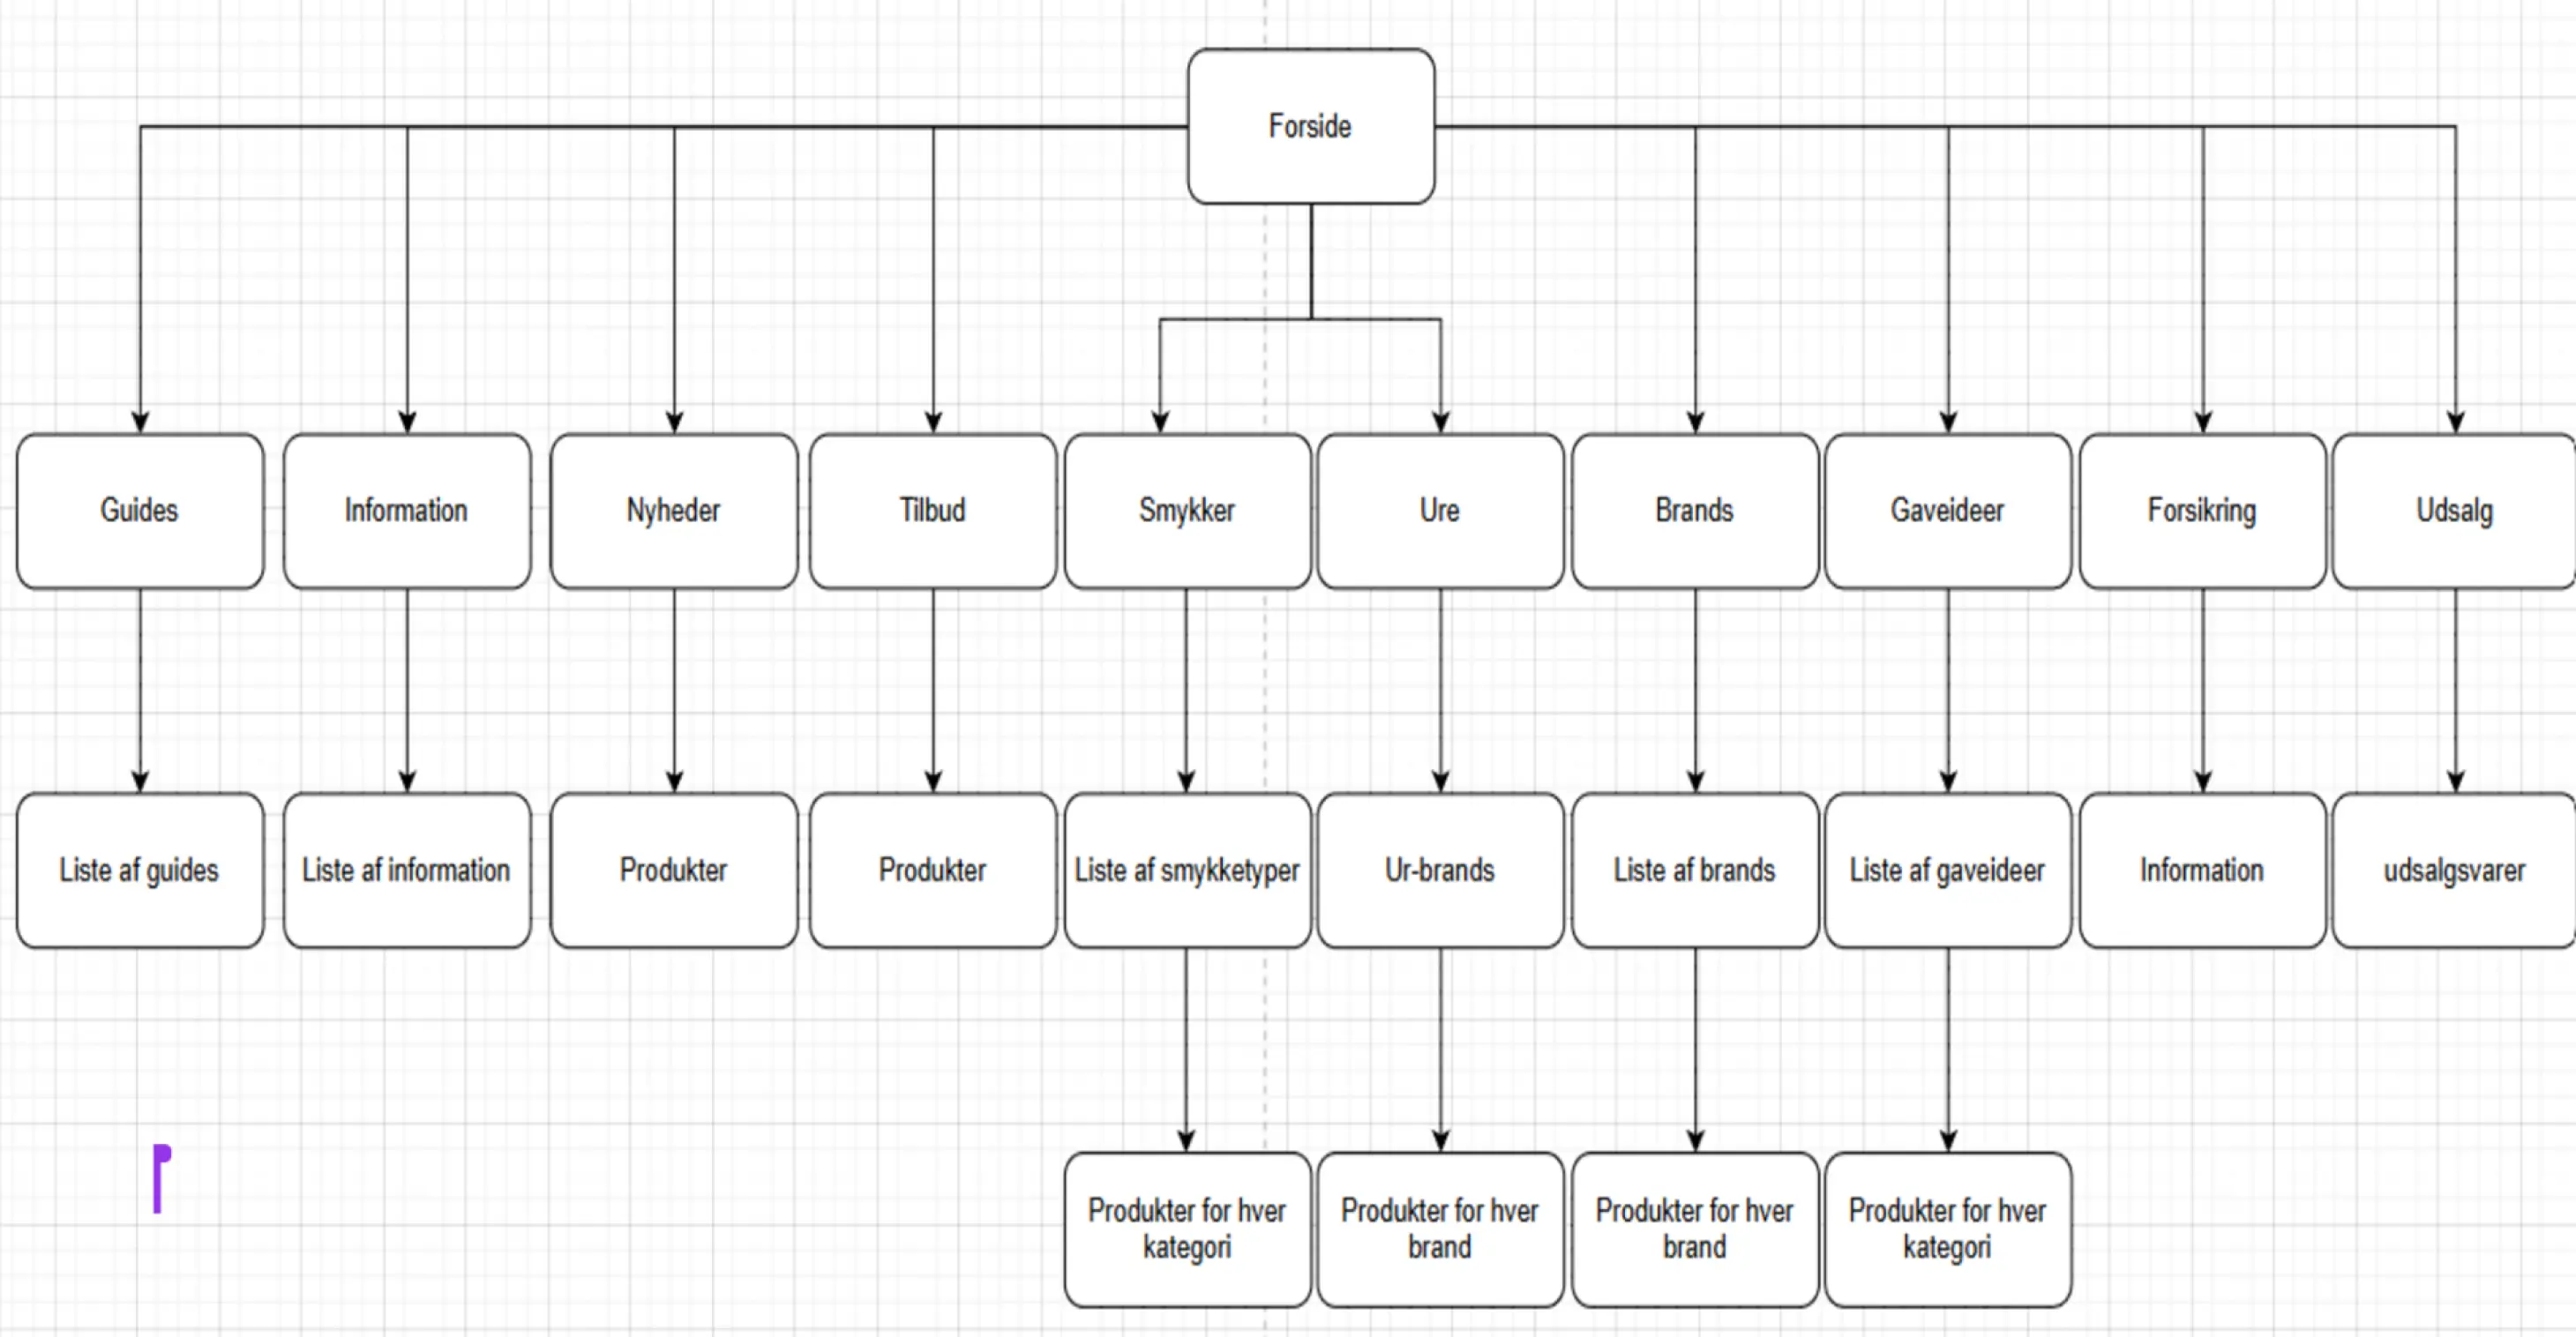 Forside
Guides
Information
Nyheder
Tilbud
Smykker
Ure
Brands
Gaveideer
Forsikring
Udsalg
Liste af guides
Liste af information
Produkter
Produkter
Liste af smykketyper
Ur-brands
Liste af brands
Liste af gaveideer
Information
udsalgsvarer
Produkter for hver
kategori
Produkter for hver
brand
Produkter for hver
brand
Produkter for hver
kategori